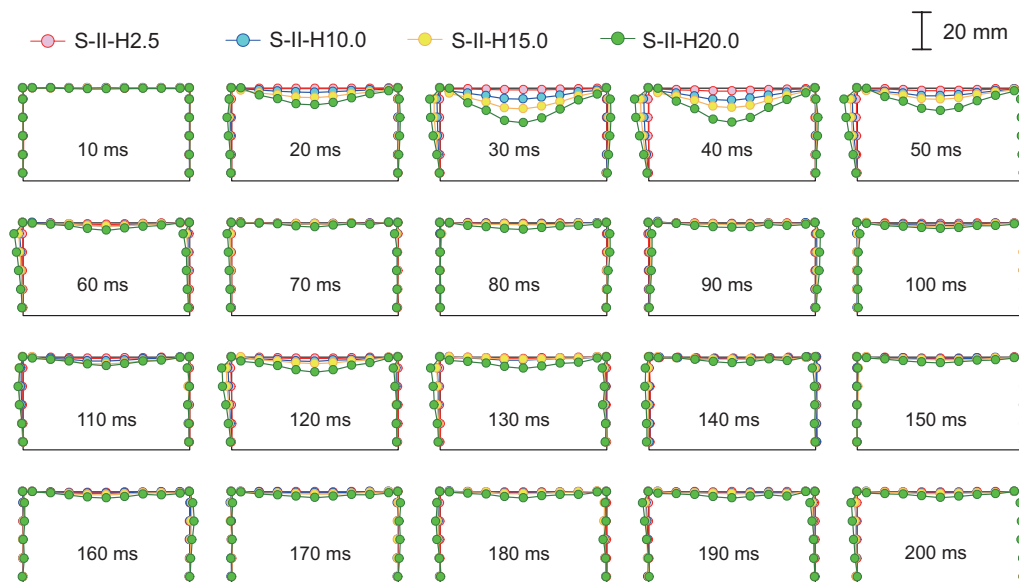 S-II-H2.5 S-II-H10.0 S-II-H15.0 S-II-H20.0 20 mm
10 ms 20 ms 30 ms 40 ms 50 ms
60 ms 70 ms 80 ms 90 ms 100 ms
110 ms 120 ms 130 ms 140 ms 150 ms
160 ms 170 ms 180 ms 190 ms 200 ms